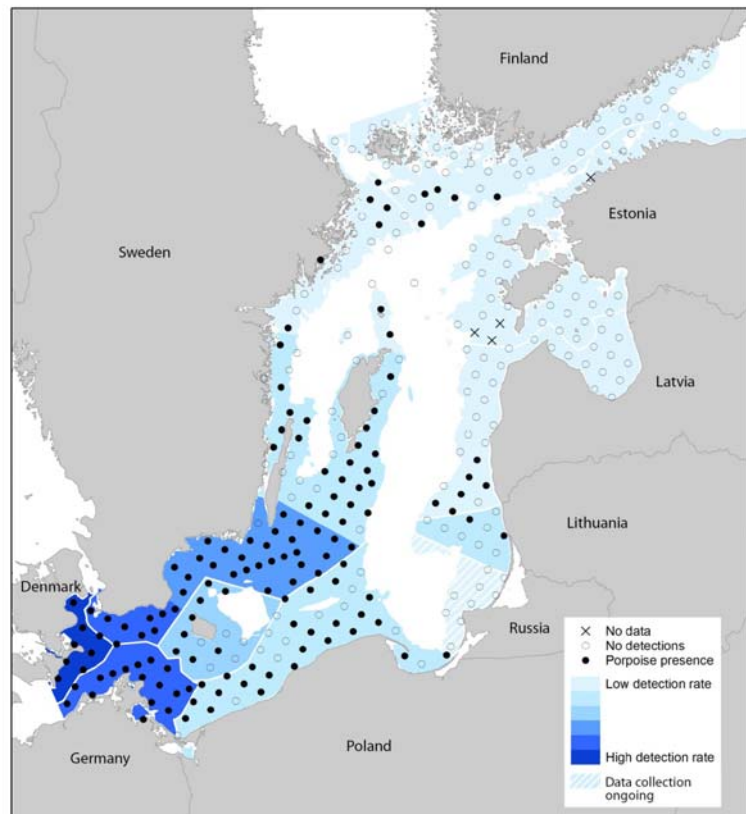 Finland
Estonia
Sweden
Latvia
Lithuania
Denmark
Russia
Poland
Germany
No data
No detections
Porpoise presence
Low detection rate
High detection rate
Data collection
ongoing